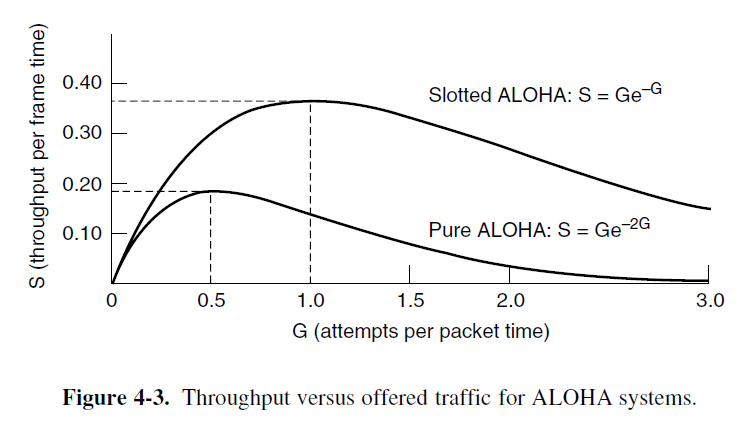 S (throughput per frame time)
0.40
0.30
0.20
0.10
Slotted ALOHA: S = Ge–G
Pure ALOHA: S = Ge–2G
0
0.5
1.0
1.5
2.0
3.0
G (attempts per packet time)
Figure 4-3. Throughput versus offered traffic for ALOHA systems.